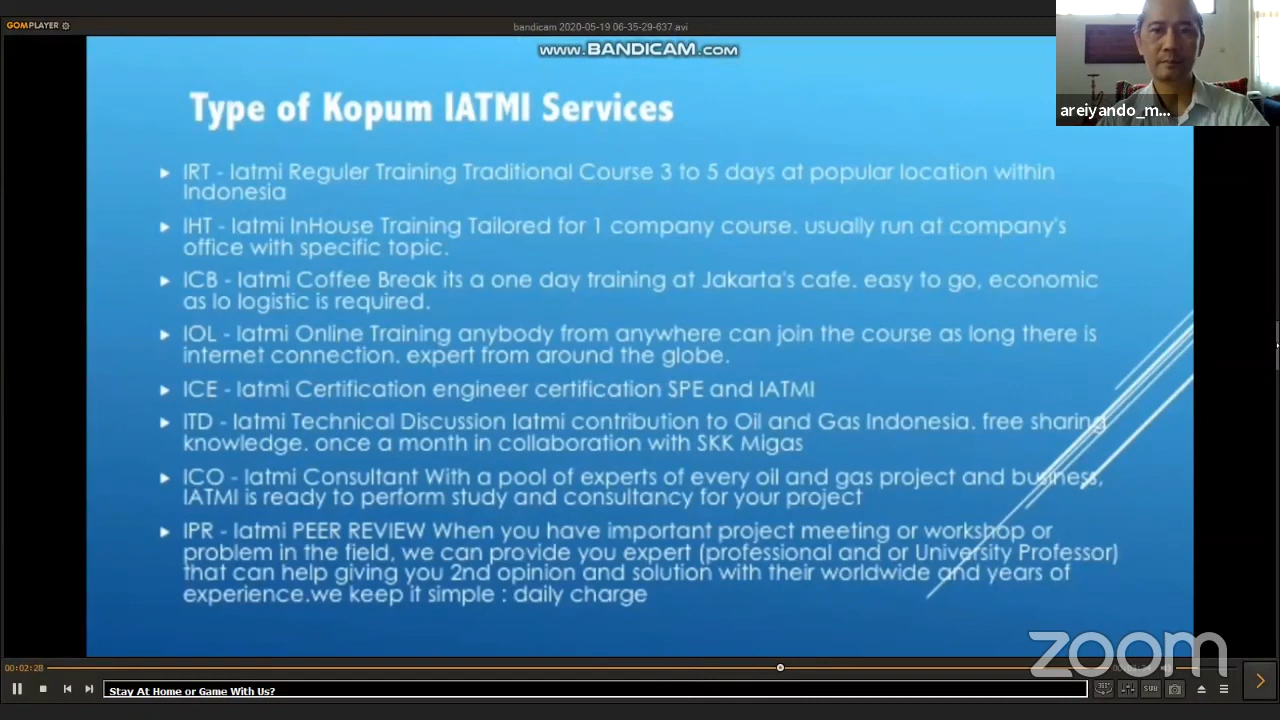 GOMPLAYER
bandicam 2020-05-19 06-35-29-637.avi
www.BANDICAM.com
areiyando_m...
Type of Kopum IATMI Services
IRT - Iatmi Reguler Training Traditional Course 3 to 5 days at popular location within
Indonesia
IHT - Iatmi InHouse Training Tailored for 1 company course. usually run at company's
office with specific topic.
ICB - Iatmi Coffee Break its a one day training at Jakarta's cafe. easy to go, economic
as lo logistic is required.
IOL - Iatmi Online Training anybody from anywhere can join the course as long there is
internet connection. expert from around the globe.
ICE - Iatmi Certification engineer certification SPE and IATMI
ITD - Iatmi Technical Discussion Iatmi contribution to Oil and Gas Indonesia. free sharing
knowledge. once a month in collaboration with SKK Migas
ICO - Iatmi Consultant With a pool of experts of every oil and gas project and business,
IATMI is ready to perform study and consultancy for your project
IPR - Iatmi PEER REVIEW When you have important project meeting or workshop or
problem in the field, we can provide you expert (professional and or University Professor)
that can help giving you 2nd opinion and solution with their worldwide and years of
experience.we keep it simple : daily charge
zoom
00:02:28
Stay At Home or Game With Us?
360°
SUB